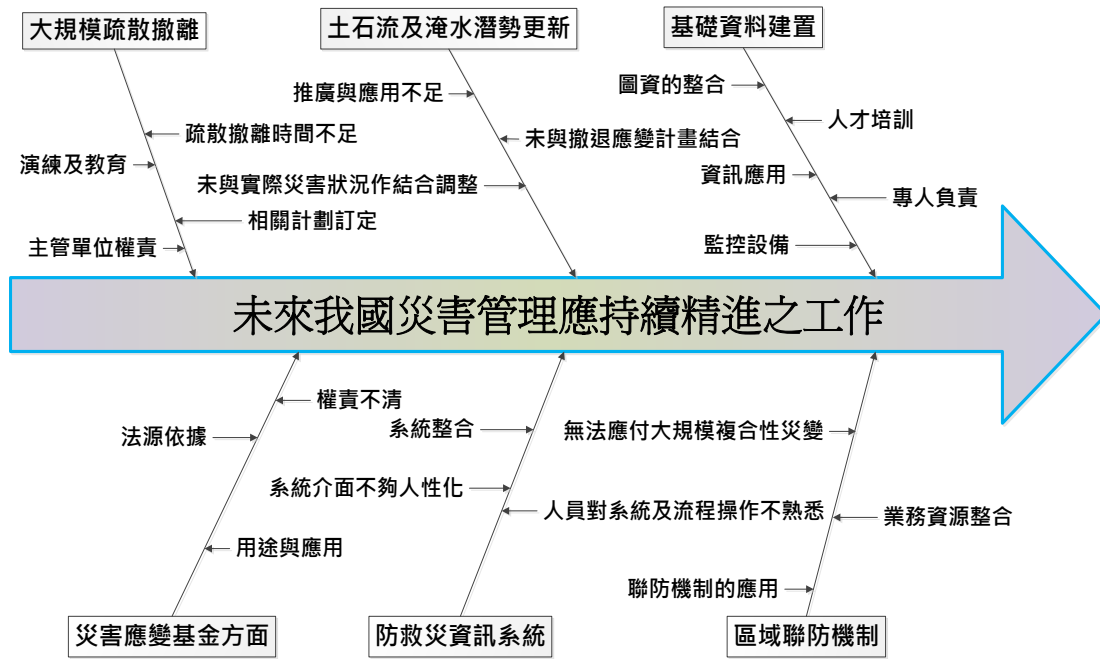 大規模疏散撤離
土石流及淹水潛勢更新
基礎資料建置
疏散撤離時間不足
演練及教育
相關計劃訂定
主管單位權責
推廣與應用不足
未與撤退應變計畫結合
未與實際災害狀況作結合調整
圖資的整合
人才培訓
資訊應用
專人負責
監控設備
未來我國災害管理應持續精進之工作
權責不清
法源依據
用途與應用
系統整合
系統介面不夠人性化
人員對系統及流程操作不熟悉
無法應付大規模複合性災變
業務資源整合
聯防機制的應用
災害應變基金方面
防救災資訊系統
區域聯防機制